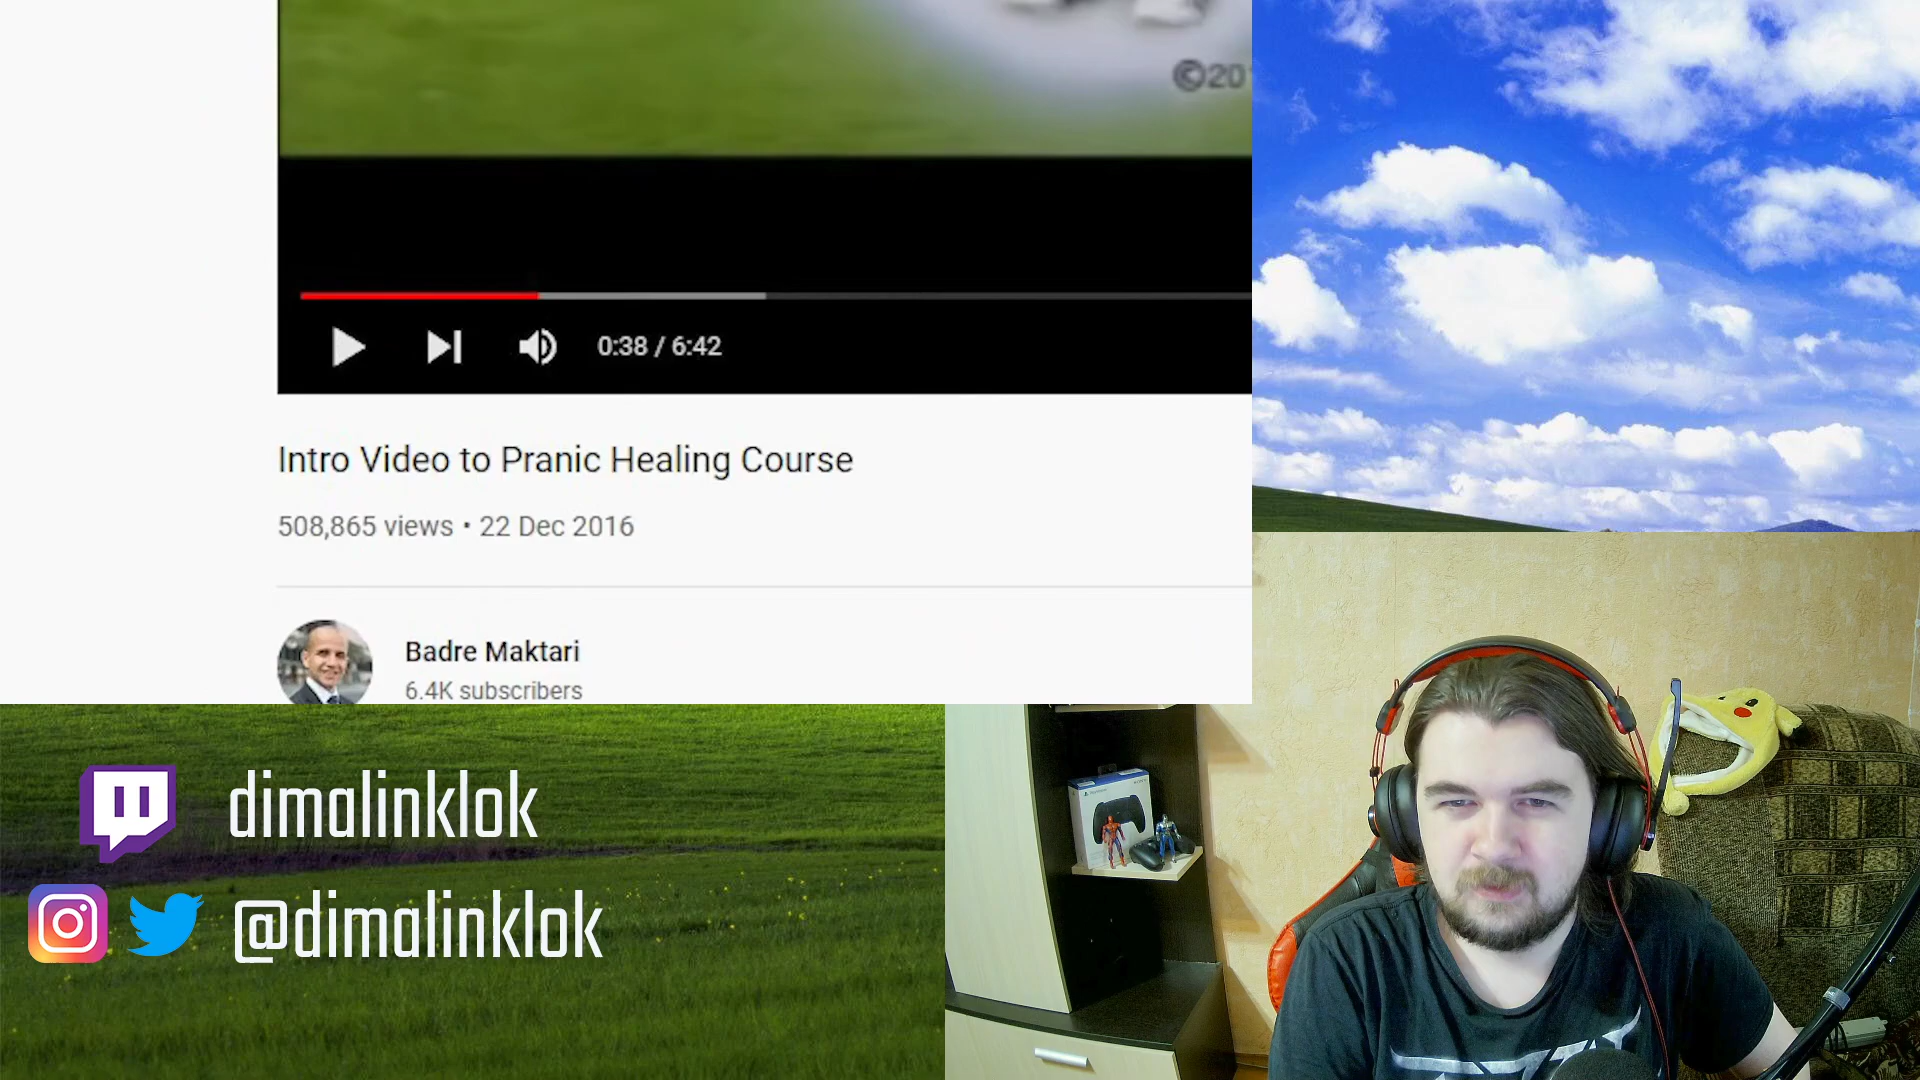 ©20
0:38 / 6:42
Intro Video to Pranic Healing Course
508,865 views • 22 Dec 2016
Badre Maktari
6.4K subscribers
dimalinklok
@dimalinklok